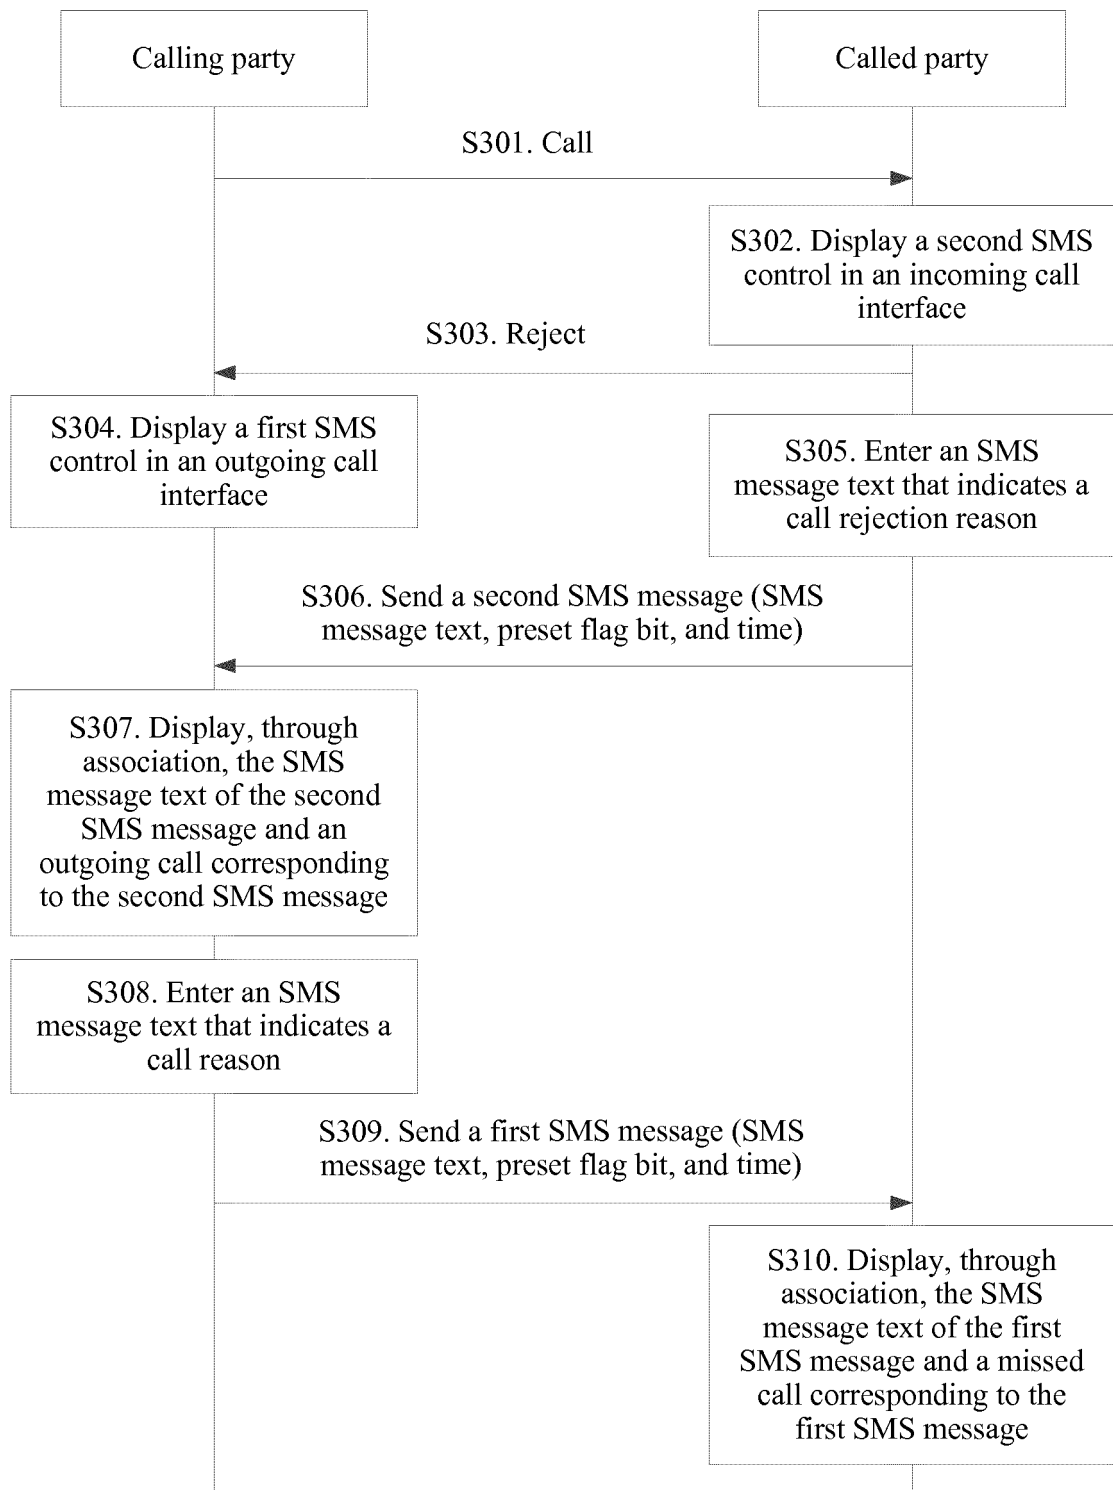 Calling party
Called party
S301. Call
S302. Display a second SMS
control in an incoming call
interface
S303. Reject
S304. Display a first SMS
control in an outgoing call
interface
S305. Enter an SMS
message text that indicates a
call rejection reason
S306. Send a second SMS message (SMS
message text, preset flag bit, and time)
S307. Display, through
association, the SMS
message text of the second
SMS message and an
outgoing call corresponding
to the second SMS message
S308. Enter an SMS
message text that indicates a
call reason
S309. Send a first SMS message (SMS
message text, preset flag bit, and time)
S310. Display, through
association, the SMS
message text of the first
SMS message and a missed
call corresponding to the
first SMS message